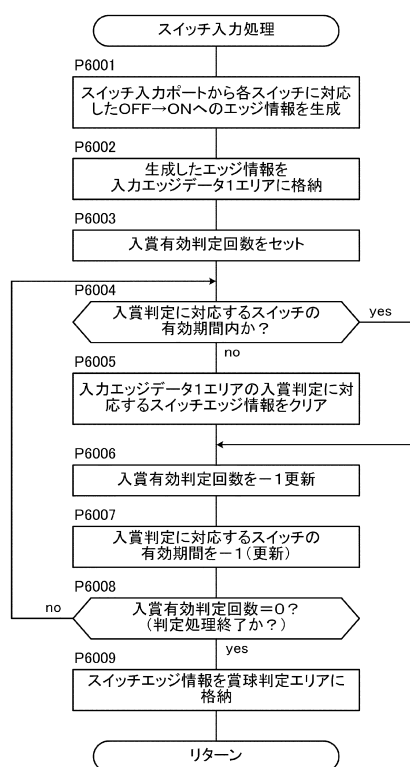 スイッチ入力処理
P6001
スイッチ入力ポートから各スイッチに対応
したOFF→ONへのエッジ情報を生成
P6002
生成したエッジ情報を
入力エッジデータ1エリアに格納
P6003
入賞有効判定回数をセット
P6004
入賞判定に対応するスイッチの
有効期間内か？
yes
no
P6005
入力エッジデータ1エリアの入賞判定に対
応するスイッチエッジ情報をクリア
P6006
入賞有効判定回数を－1更新
P6007
入賞判定に対応するスイッチの
有効期間を－1（更新）
P6008
no
入賞有効判定回数＝0？
（判定処理終了か？）
yes
P6009
スイッチエッジ情報を賞球判定エリアに
格納
リターン